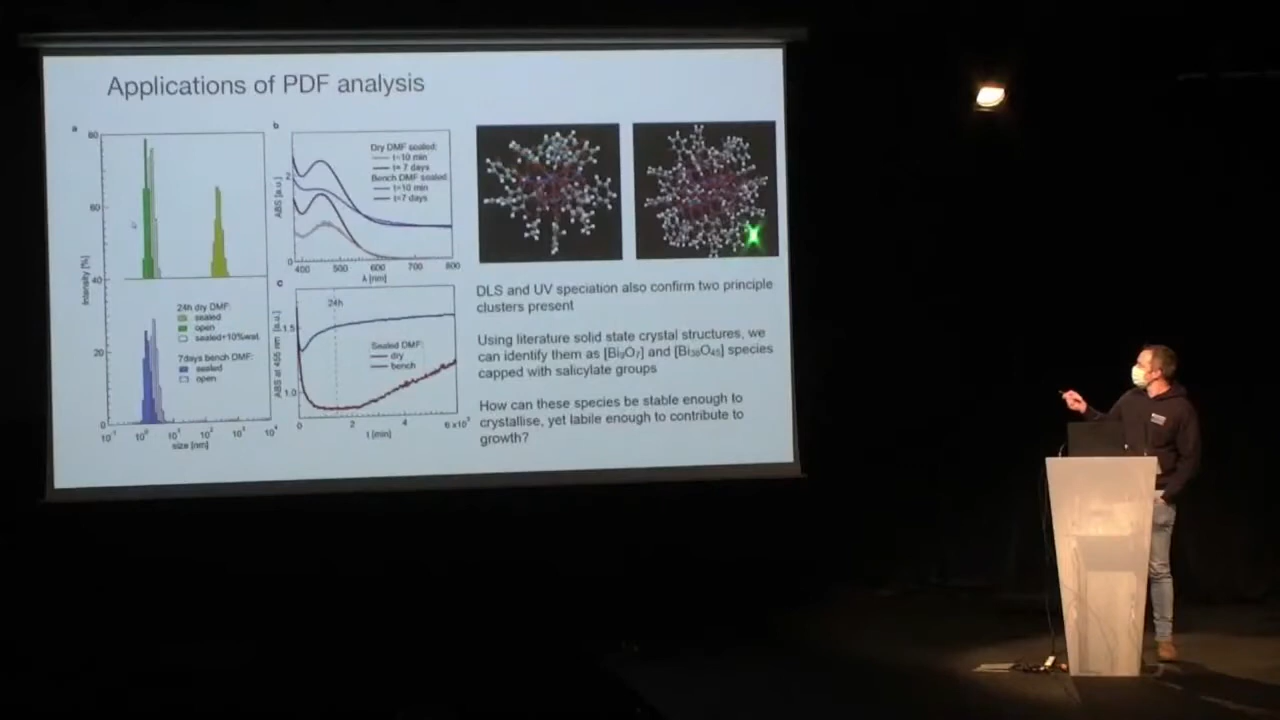 Applications of PDF analysis
a
80
60
40
20
0
Intensity [%]
24h dry DMF:
sealed
open
sealed+10%wat.
7days bench DMF:
sealed
open
10⁻¹ 10⁰ 10¹ 10² 10³ 10⁴
size [nm]
b
2
0
ABS [a.u.]
Dry DMF sealed:
t=10 min
t= 7 days
Bench DMF sealed:
t=10 min
t=7 days
400 500 600 700 800
λ [nm]
c
24h
1.5
1.0
ABS at 455 nm [a.u.]
Sealed DMF:
dry
bench
0 2 4 6 x10
t [min]
DLS and UV speciation also confirm two principle
clusters present
Using literature solid state crystal structures, we
can identify them as [Bi₉O₇] and [Bi₃₈O₄₅] species
capped with salicylate groups
How can these species be stable enough to
crystallise, yet labile enough to contribute to
growth?